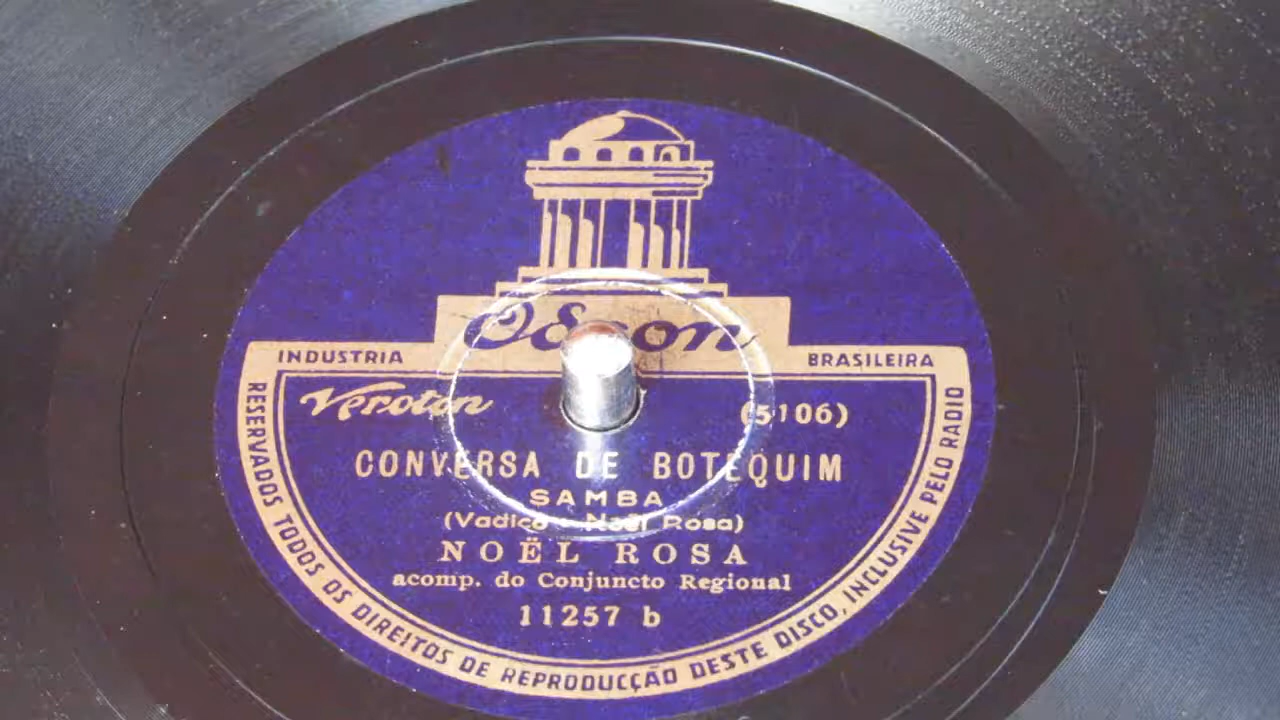 Odeon
INDUSTRIA BRASILEIRA
Veroton (5106)
CONVERSA DE BOTEQUIM
SAMBA
(Vadico - Noël Rosa)
NOËL ROSA
acomp. do Conjuncto Regional
11257 b
RESERVADOS TODOS OS DIREITOS DE REPRODUCÇÃO DESTE DISCO, INCLUSIVE PELO RADIO